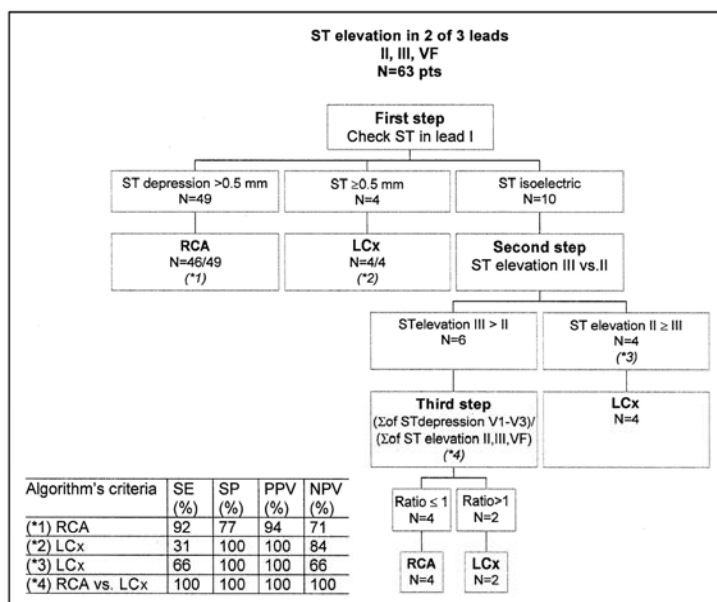 ST elevation in 2 of 3 leads
II, III, VF
N=63 pts
First step
Check ST in lead I
ST depression >0.5 mm
N=49
ST ≥0.5 mm
N=4
ST isoelectric
N=10
RCA
N=46/49
(*1)
LCx
N=4/4
(*2)
Second step
ST elevation III vs.II
STelevation III > II
N=6
ST elevation II ≥ III
N=4
(*3)
Third step
(Σof STdepression V1-V3)/
(Σof ST elevation II,III,VF)
(*4)
LCx
N=4
Ratio ≤ 1
N=4
Ratio>1
N=2
RCA
N=4
LCx
N=2
Algorithm's criteria SE (%) SP (%) PPV (%) NPV (%)
(*1) RCA 92 77 94 71
(*2) LCx 31 100 100 84
(*3) LCx 66 100 100 66
(*4) RCA vs. LCx 100 100 100 100